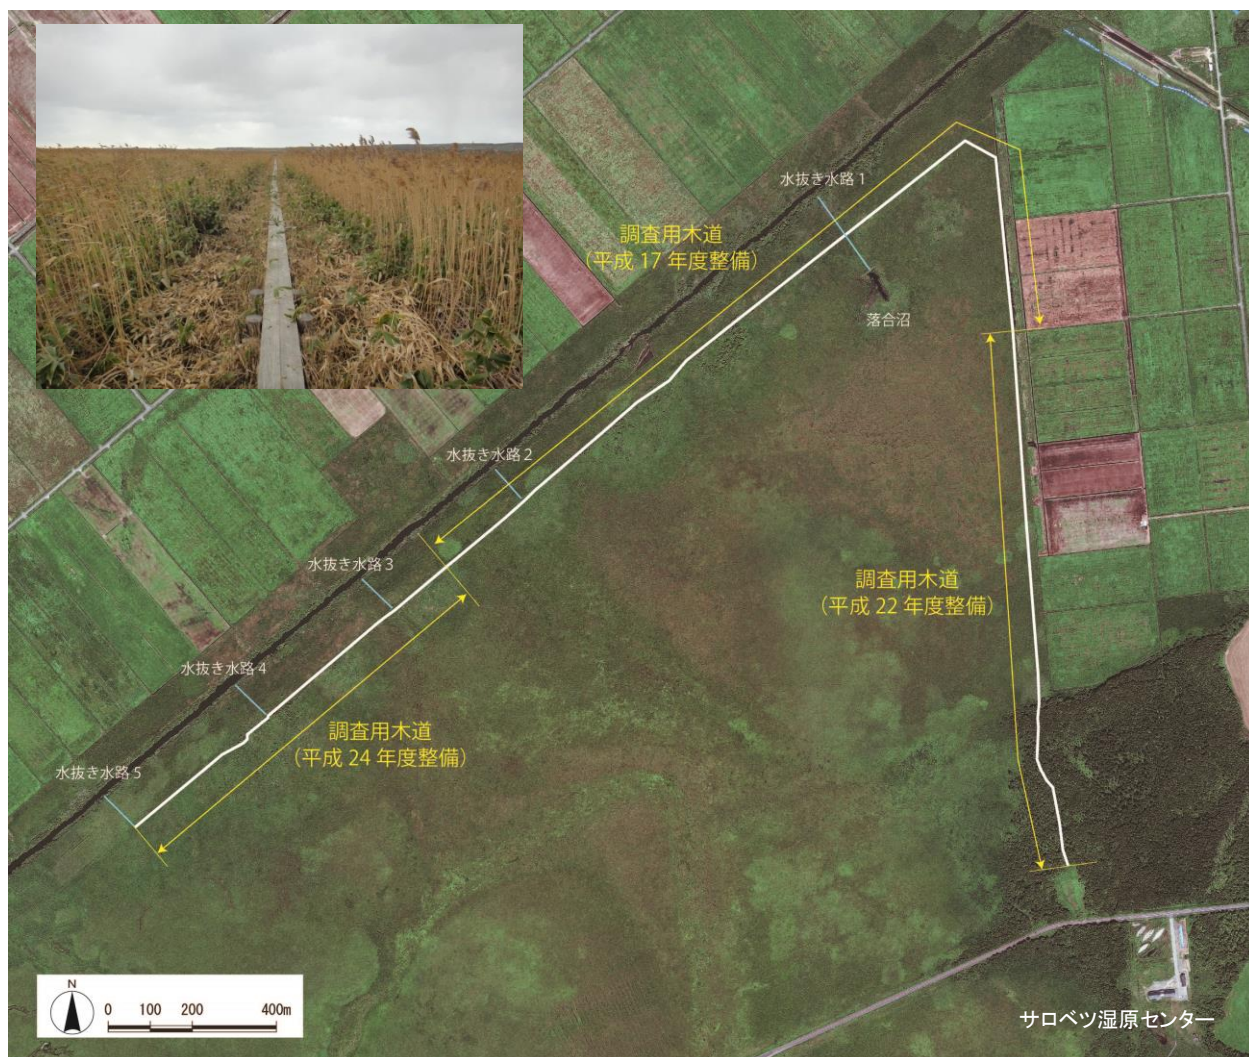 水抜き水路 1
調査用木道
(平成 17 年度整備)
落合沼
水抜き水路 2
水抜き水路 3
調査用木道
(平成 22 年度整備)
水抜き水路 4
調査用木道
(平成 24 年度整備)
水抜き水路 5
N
0 100 200 400m
サロベツ湿原センター